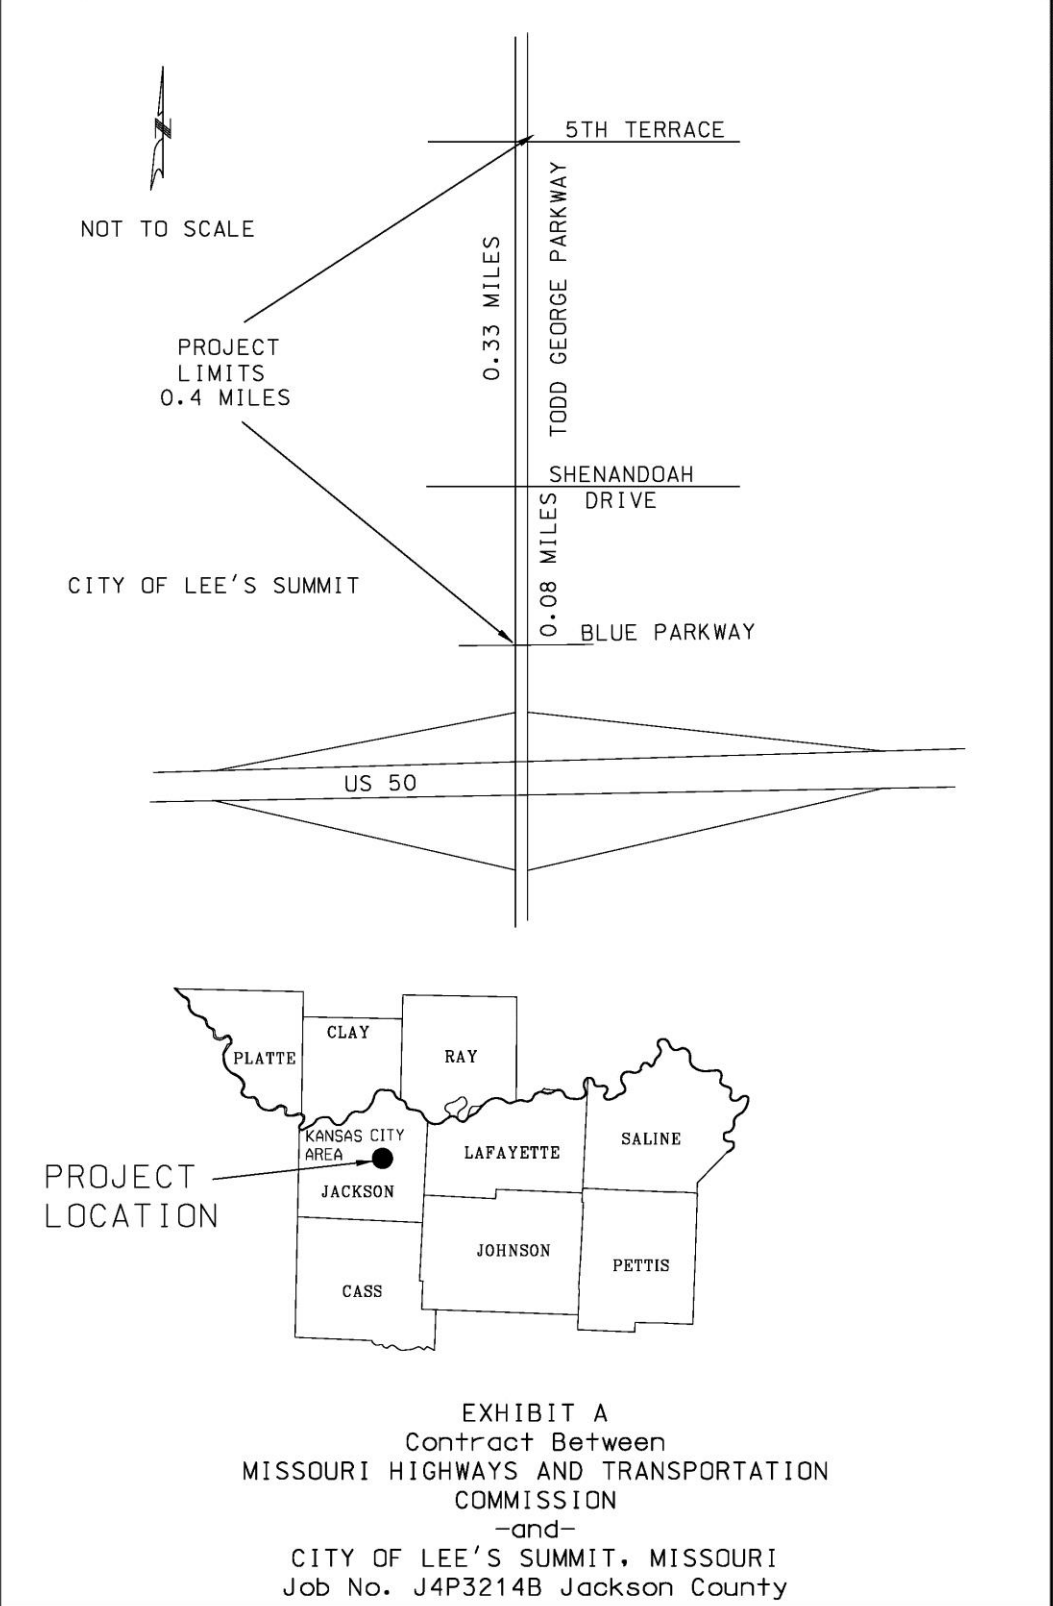 5TH TERRACE
N
NOT TO SCALE
0.33 MILES
TODD GEORGE PARKWAY
PROJECT
LIMITS
0.4 MILES
SHENANDOAH
DRIVE
0.08 MILES
CITY OF LEE'S SUMMIT
BLUE PARKWAY
US 50
PLATTE
CLAY
RAY
KANSAS CITY
AREA
JACKSON
LAFAYETTE
SALINE
PROJECT
LOCATION
CASS
JOHNSON
PETTIS
EXHIBIT A
Contract Between
MISSOURI HIGHWAYS AND TRANSPORTATION
COMMISSION
-and-
CITY OF LEE'S SUMMIT, MISSOURI
Job No. J4P3214B Jackson County